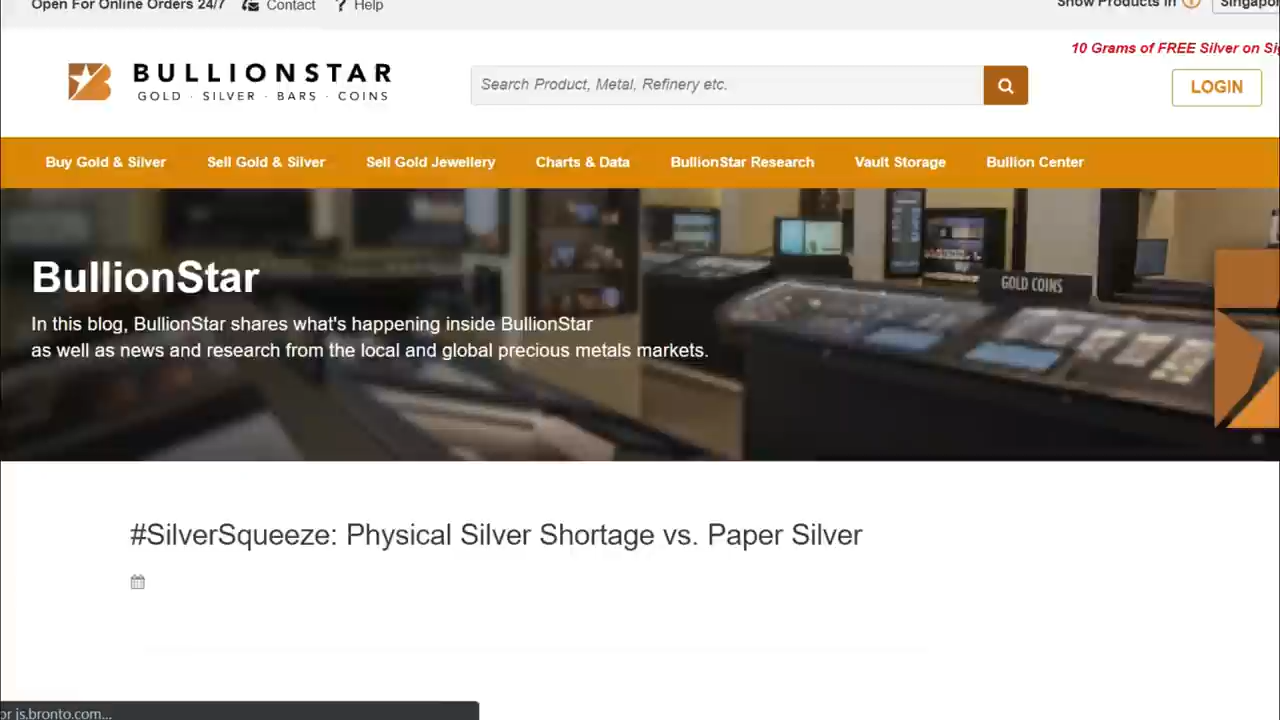 Open For Online Orders 24/7 Contact ? Help Show Products in Singapor
10 Grams of FREE Silver on Si
BULLIONSTAR
GOLD · SILVER · BARS · COINS
Search Product, Metal, Refinery etc.
LOGIN
Buy Gold & Silver Sell Gold & Silver Sell Gold Jewellery Charts & Data BullionStar Research Vault Storage Bullion Center
GOLD COINS
BullionStar
In this blog, BullionStar shares what's happening inside BullionStar
as well as news and research from the local and global precious metals markets.
#SilverSqueeze: Physical Silver Shortage vs. Paper Silver
or js.bronto.com...